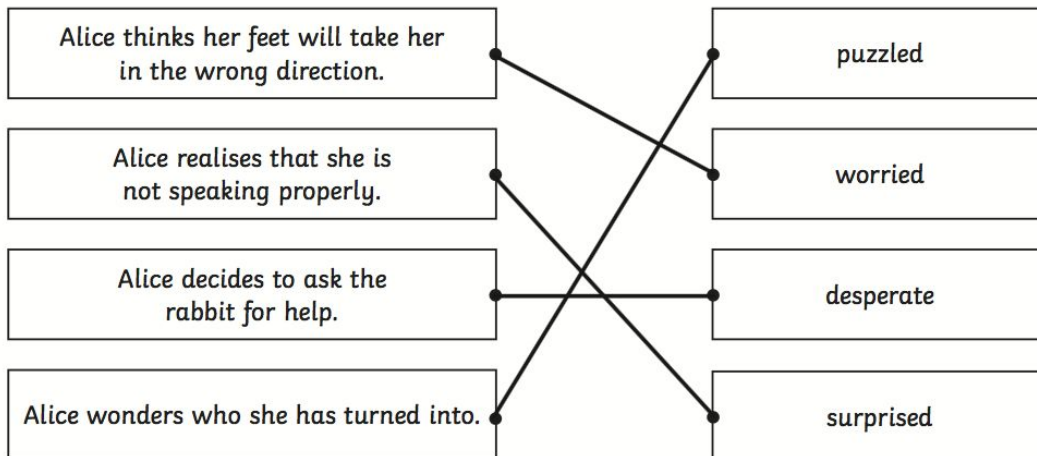 Alice thinks her feet will take her
in the wrong direction.
puzzled
Alice realises that she is
not speaking properly.
worried
Alice decides to ask the
rabbit for help.
desperate
Alice wonders who she has turned into.
surprised